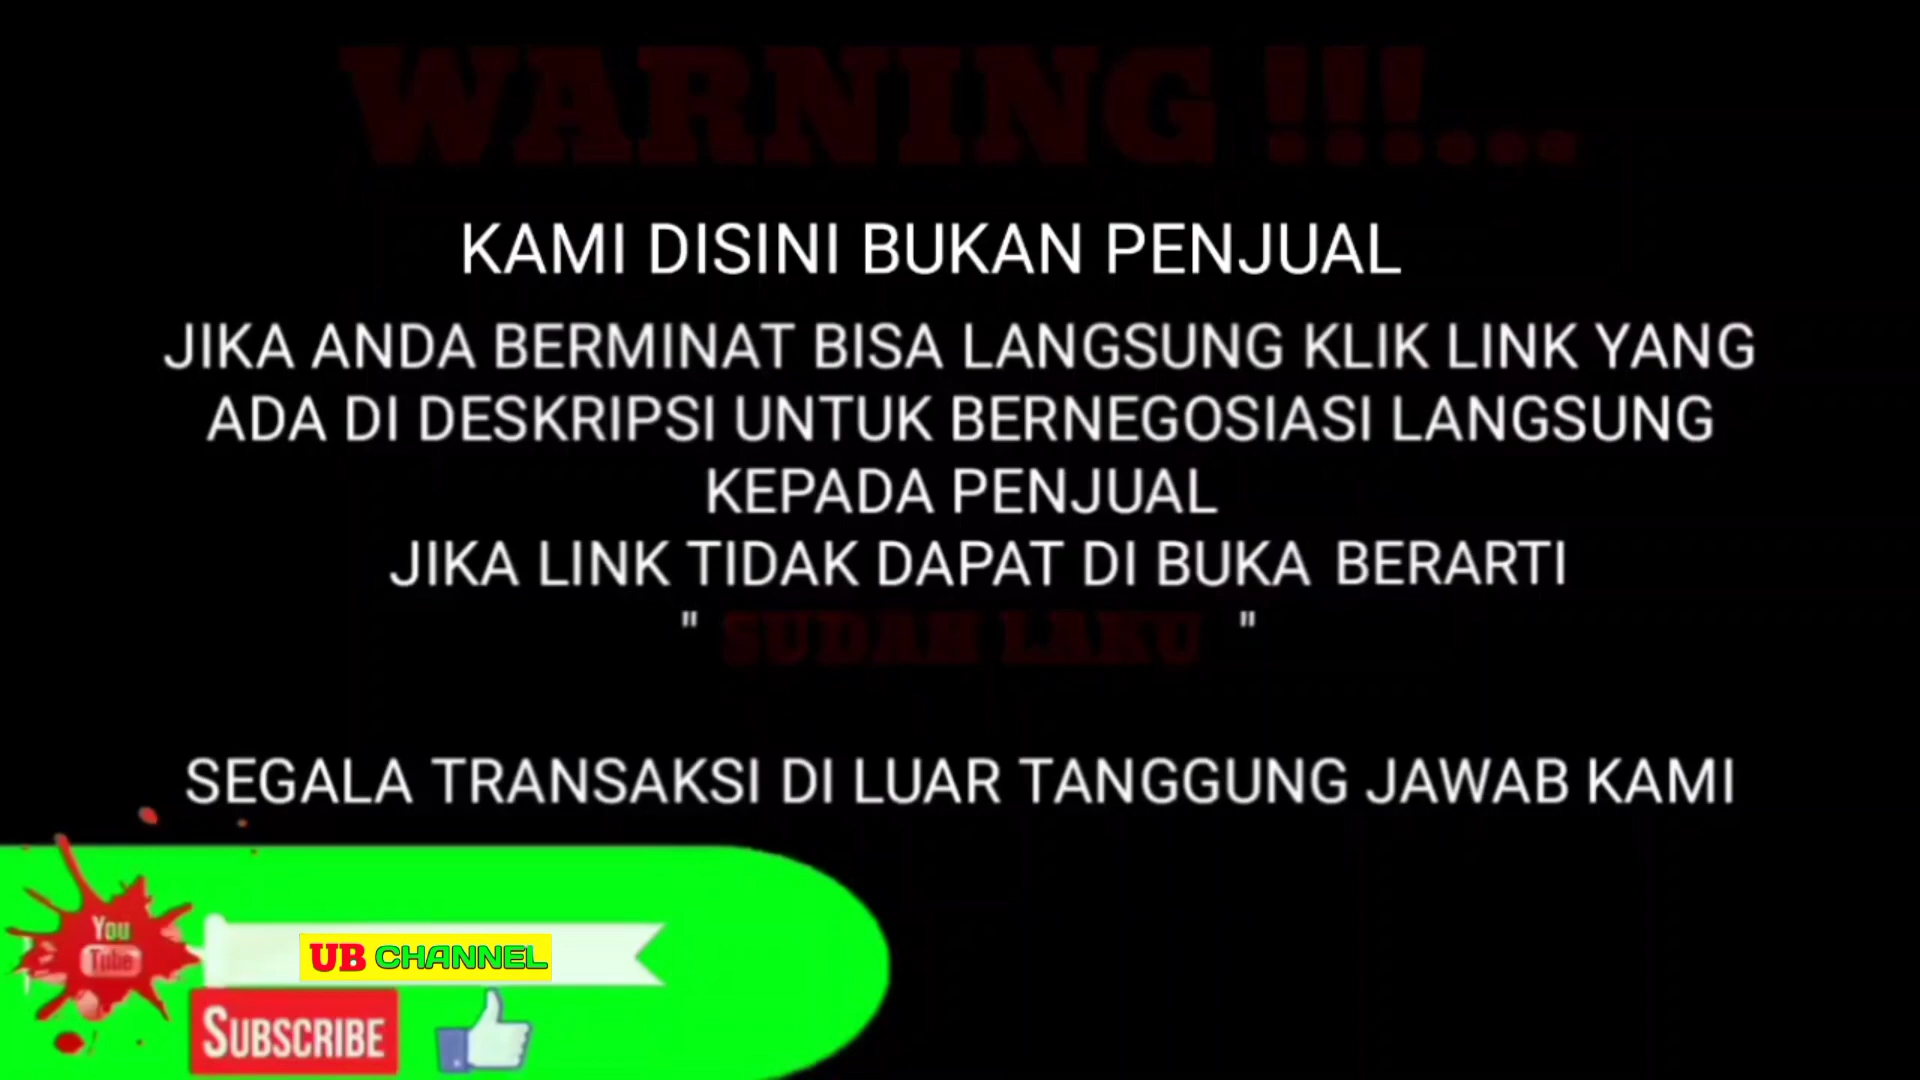 WARNING !!!...
KAMI DISINI BUKAN PENJUAL
JIKA ANDA BERMINAT BISA LANGSUNG KLIK LINK YANG
ADA DI DESKRIPSI UNTUK BERNEGOSIASI LANGSUNG
KEPADA PENJUAL
JIKA LINK TIDAK DAPAT DI BUKA BERARTI
" SUDAH LAKU "
SEGALA TRANSAKSI DI LUAR TANGGUNG JAWAB KAMI
You
Tube
UB CHANNEL
SUBSCRIBE